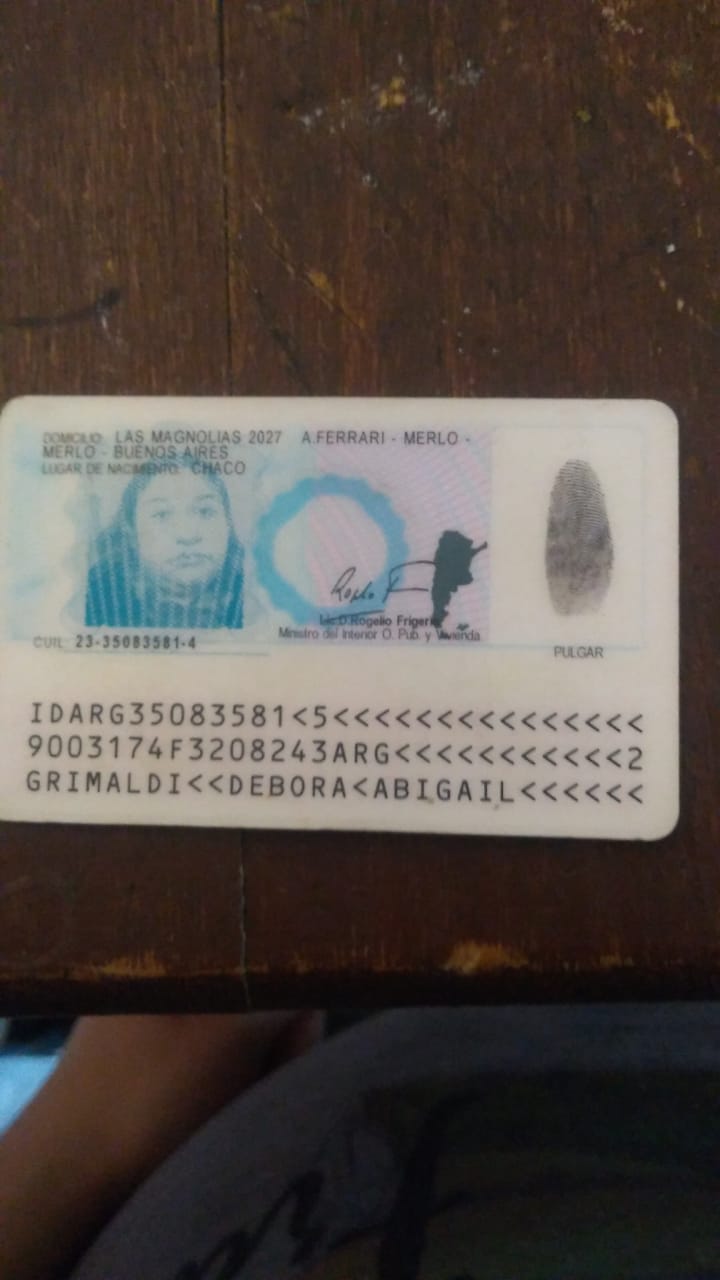 DOMICILIO: LAS MAGNOLIAS 2027 A.FERRARI - MERLO -
MERLO - BUENOS AIRES
LUGAR DE NACIMIENTO: CHACO
Lic.D.Rogelio Frigerio
Ministro del Interior O. Pub. y Vivienda
CUIL: 23-35083581-4
PULGAR
IDARG35083581<5<<<<<<<<<<<<<<<
9003174F3208243ARG<<<<<<<<<<<2
GRIMALDI<<DEBORA<ABIGAIL<<<<<<